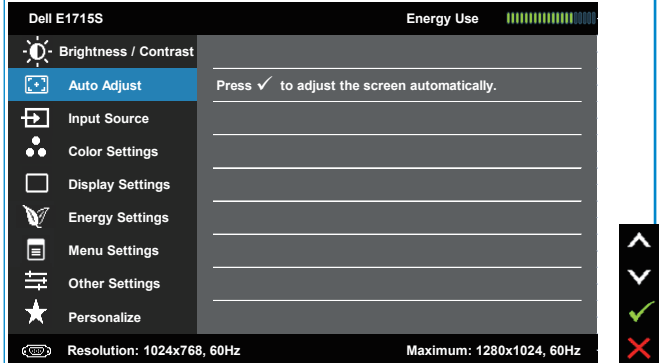 Dell E1715S Energy Use
Brightness / Contrast
Auto Adjust Press ✓ to adjust the screen automatically.
Input Source
Color Settings
Display Settings
Energy Settings
Menu Settings
Other Settings
Personalize
Resolution: 1024x768, 60Hz Maximum: 1280x1024, 60Hz